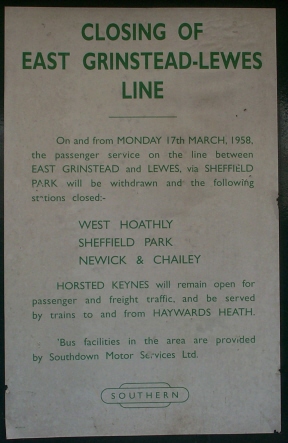 CLOSING OF
EAST GRINSTEAD-LEWES
LINE
On and from MONDAY 17th MARCH, 1958,
the passenger service on the line between
EAST GRINSTEAD and LEWES, via SHEFFIELD
PARK will be withdrawn and the following
stations closed:-
WEST HOATHLY
SHEFFIELD PARK
NEWICK & CHAILEY
HORSTED KEYNES will remain open for
passenger and freight traffic, and be served
by trains to and from HAYWARDS HEATH.
'Bus facilities in the area are provided
by Southdown Motor Services Ltd.
SOUTHERN